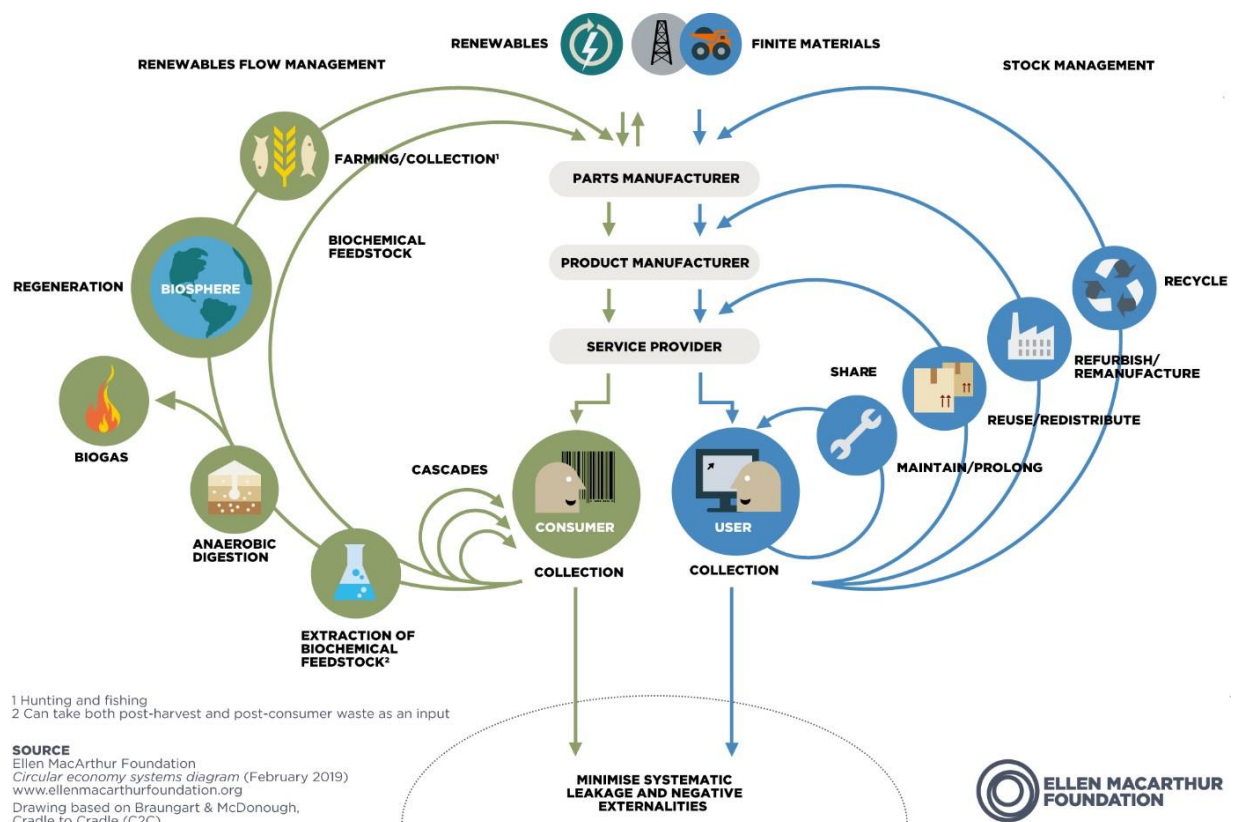 RENEWABLES
FINITE MATERIALS
RENEWABLES FLOW MANAGEMENT
STOCK MANAGEMENT
FARMING/COLLECTION¹
PARTS MANUFACTURER
BIOCHEMICAL
FEEDSTOCK
PRODUCT MANUFACTURER
REGENERATION
BIOSPHERE
RECYCLE
SERVICE PROVIDER
SHARE
REFURBISH/
REMANUFACTURE
REUSE/REDISTRIBUTE
BIOGAS
CASCADES
MAINTAIN/PROLONG
CONSUMER
USER
ANAEROBIC
DIGESTION
COLLECTION
COLLECTION
EXTRACTION OF
BIOCHEMICAL
FEEDSTOCK²
1 Hunting and fishing
2 Can take both post-harvest and post-consumer waste as an input
SOURCE
Ellen MacArthur Foundation
Circular economy systems diagram (February 2019)
www.ellenmacarthurfoundation.org
Drawing based on Braungart & McDonough,
Cradle to Cradle (C2C)
MINIMISE SYSTEMATIC
LEAKAGE AND NEGATIVE
EXTERNALITIES
ELLEN MACARTHUR
FOUNDATION